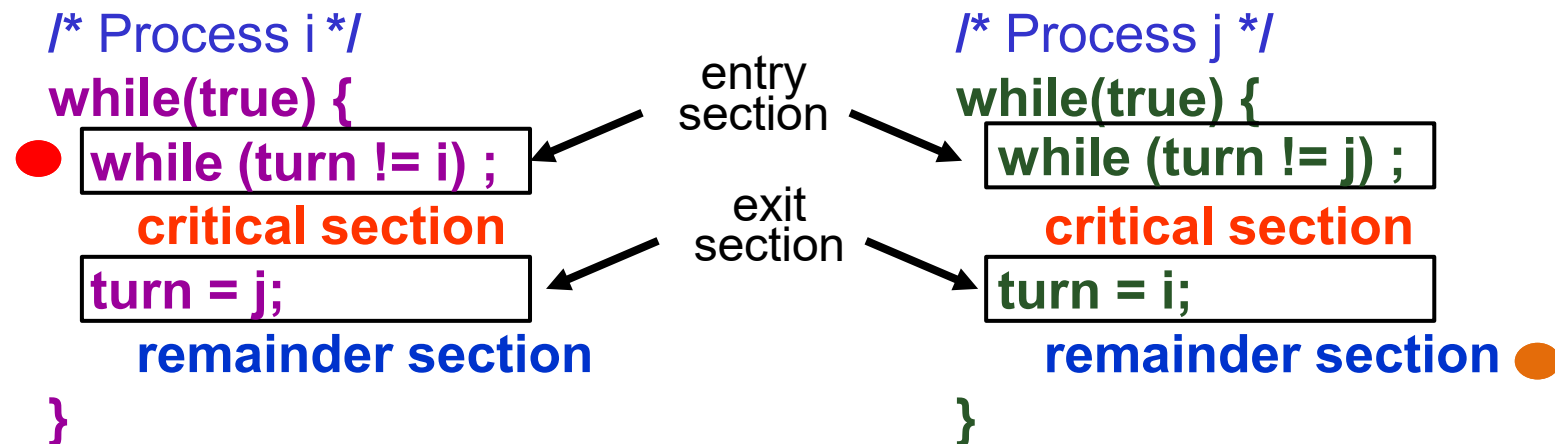 /* Process i */
while(true) {
while (turn != i) ;
critical section
turn = j;
remainder section
}
entry
section
exit
section
/* Process j */
while(true) {
while (turn != j) ;
critical section
turn = i;
remainder section
}